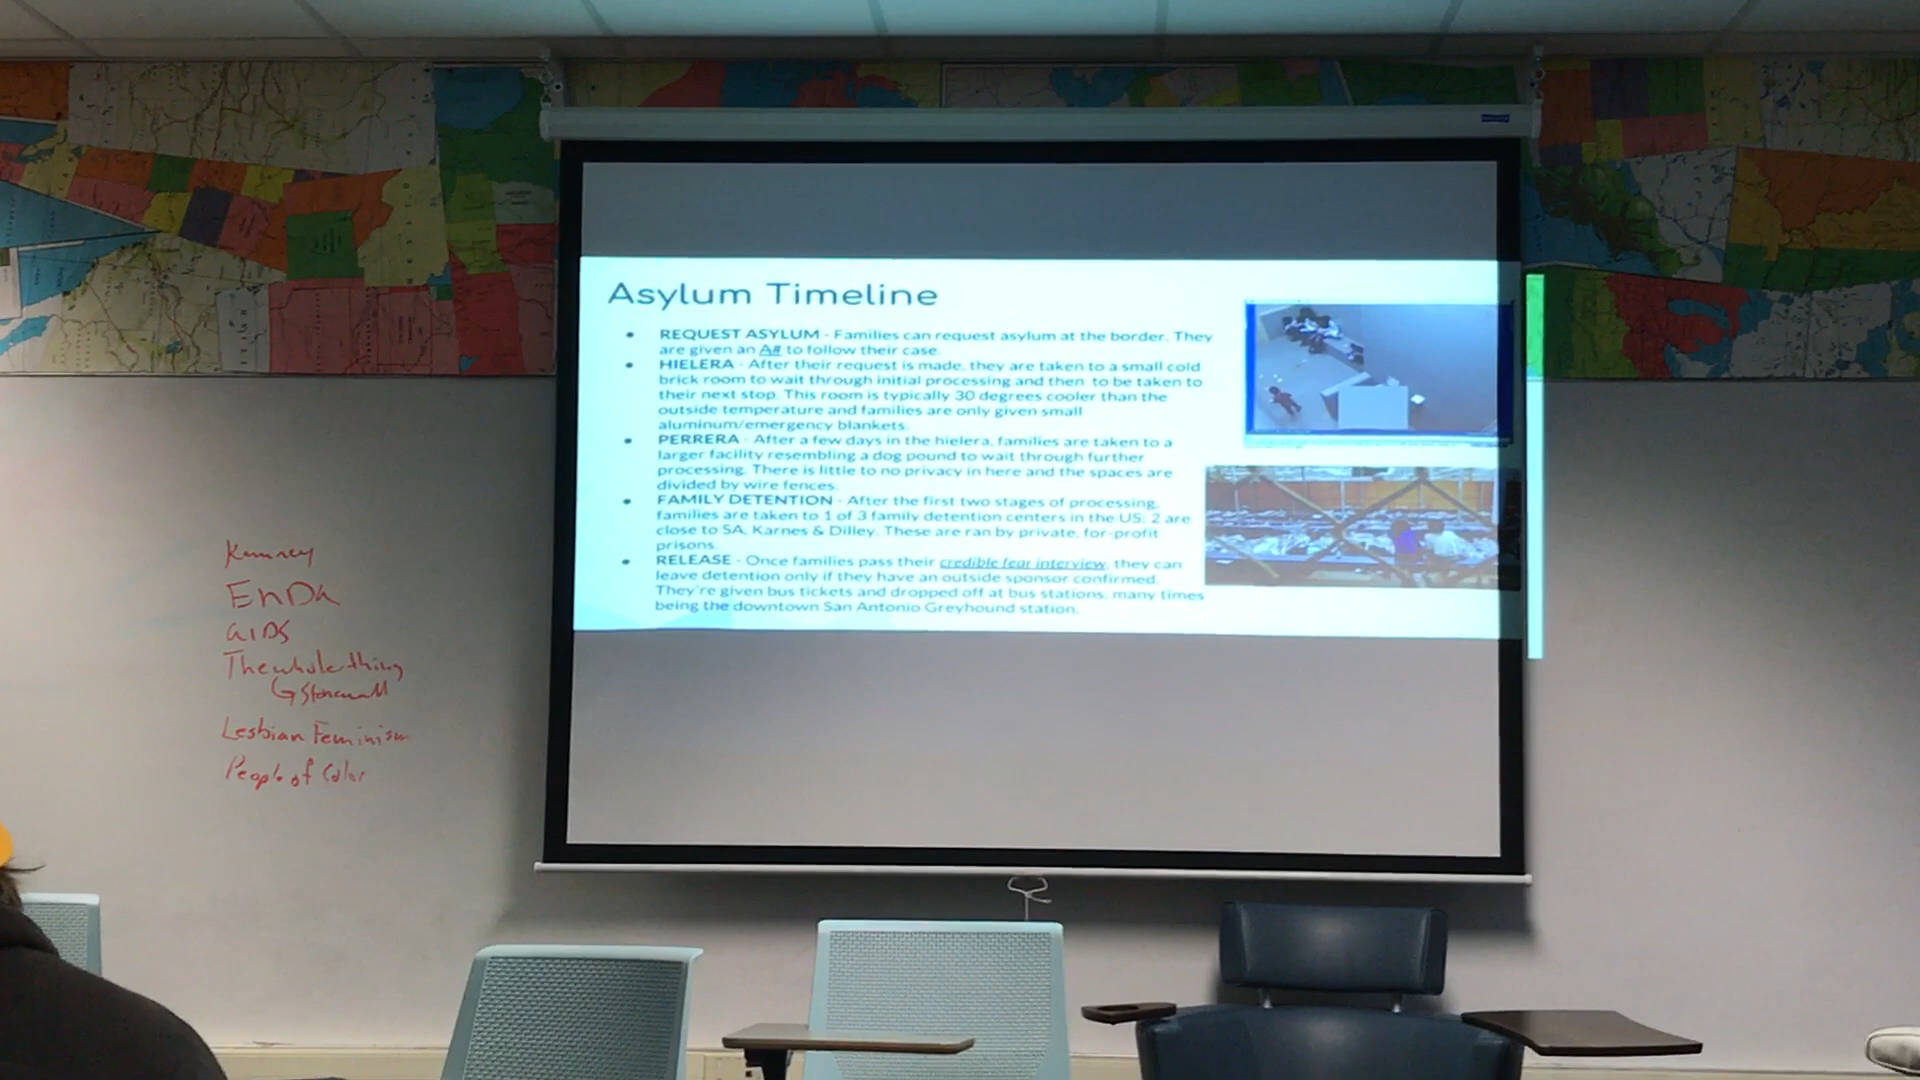 Asylum Timeline
REQUEST ASYLUM - Families can request asylum at the border. They
are given an A# to follow their case.
HIELERA - After their request is made, they are taken to a small cold
brick room to wait through initial processing and then to be taken to
their next stop. This room is typically 30 degrees cooler than the
outside temperature and families are only given small
aluminum/emergency blankets.
PERRERA - After a few days in the hielera, families are taken to a
larger facility resembling a dog pound to wait through further
processing. There is little to no privacy in here and the spaces are
divided by wire fences.
FAMILY DETENTION - After the first two stages of processing,
families are taken to 1 of 3 family detention centers in the US; 2 are
close to SA, Karnes & Dilley. These are ran by private, for-profit
prisons.
RELEASE - Once families pass their credible fear interview, they can
leave detention only if they have an outside sponsor confirmed.
They're given bus tickets and dropped off at bus stations, many times
being the downtown San Antonio Greyhound station.
EnDa
aIDS
The whole thing
Stonewall
Lesbian Feminism
People of Color